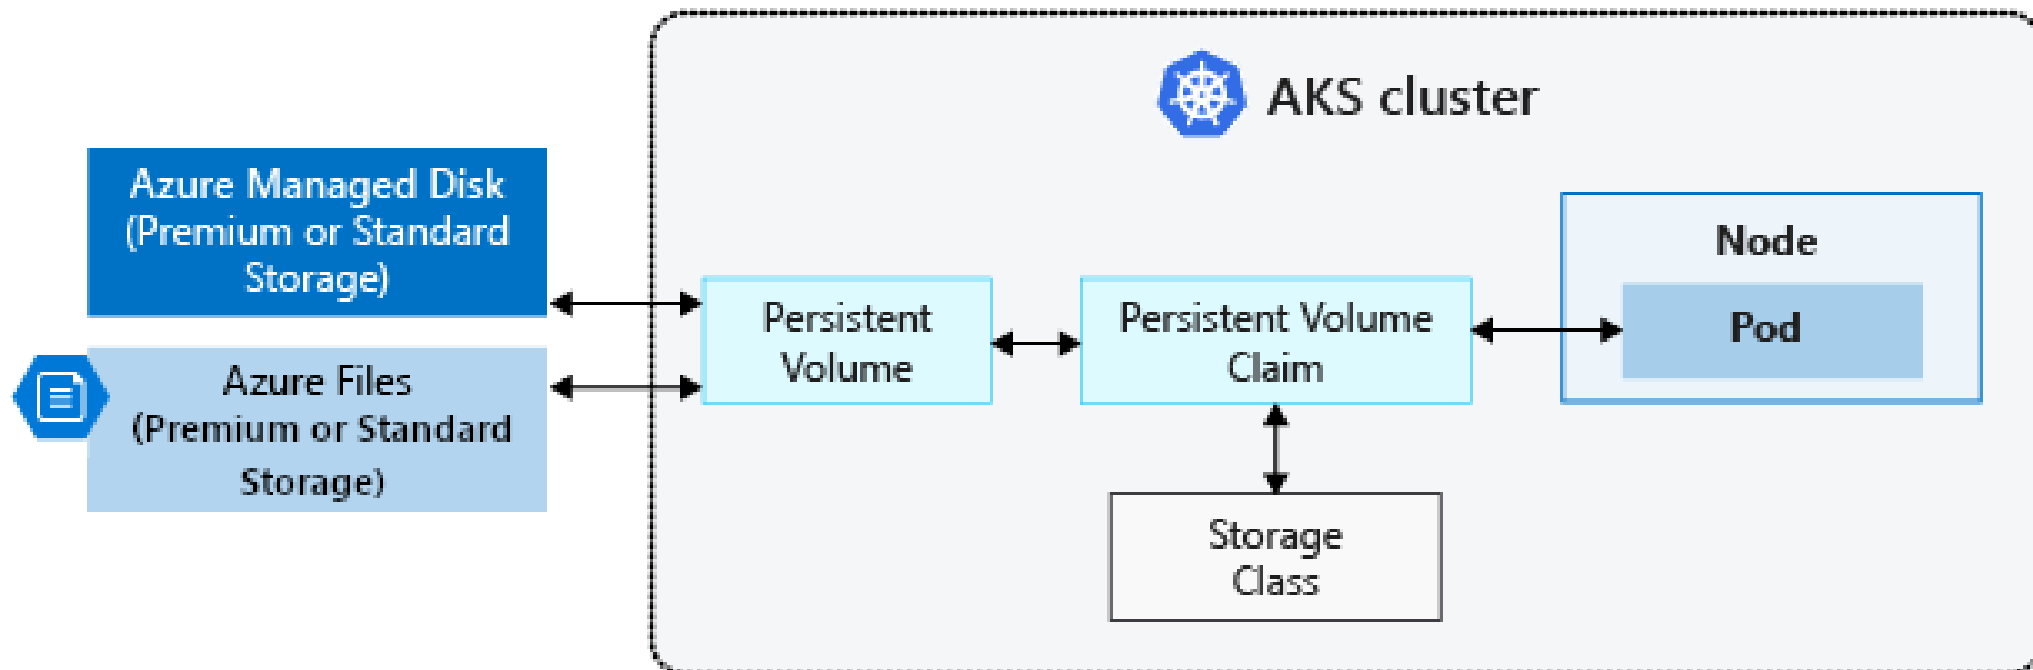 AKS cluster
Azure Managed Disk
(Premium or Standard
Storage)
Azure Files
(Premium or Standard
Storage)
Persistent
Volume
Persistent Volume
Claim
Node
Pod
Storage
Class